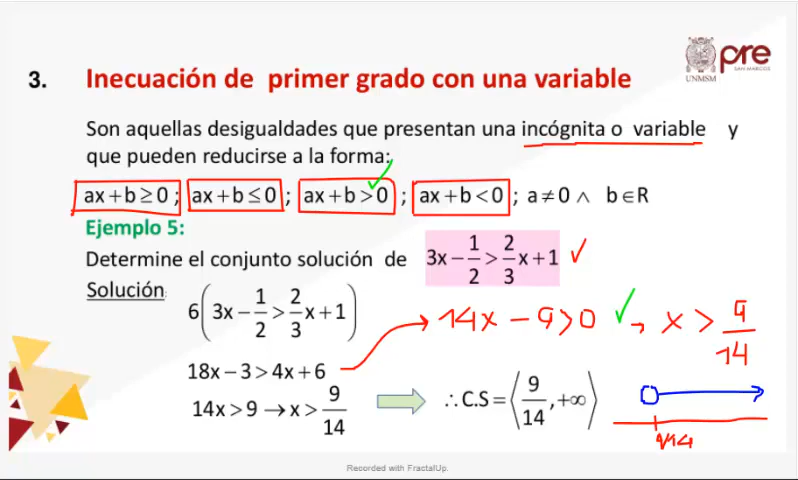 UNMSM
pre
SAN MARCOS
3. Inecuación de primer grado con una variable
Son aquellas desigualdades que presentan una incógnita o variable y
que pueden reducirse a la forma:
ax+b≥0 ; ax+b≤0 ; ax+b>0 ; ax+b<0 ; a≠0 ∧ b∈R
Ejemplo 5:
Determine el conjunto solución de 3x−1/2>2/3x+1
Solución:
6(3x−1/2>2/3x+1)
14x−9>0 → x>9/14
18x−3>4x+6
14x>9→x>9/14
∴C.S=⟨9/14,+∞⟩
9/14
Recorded with FractalUp.